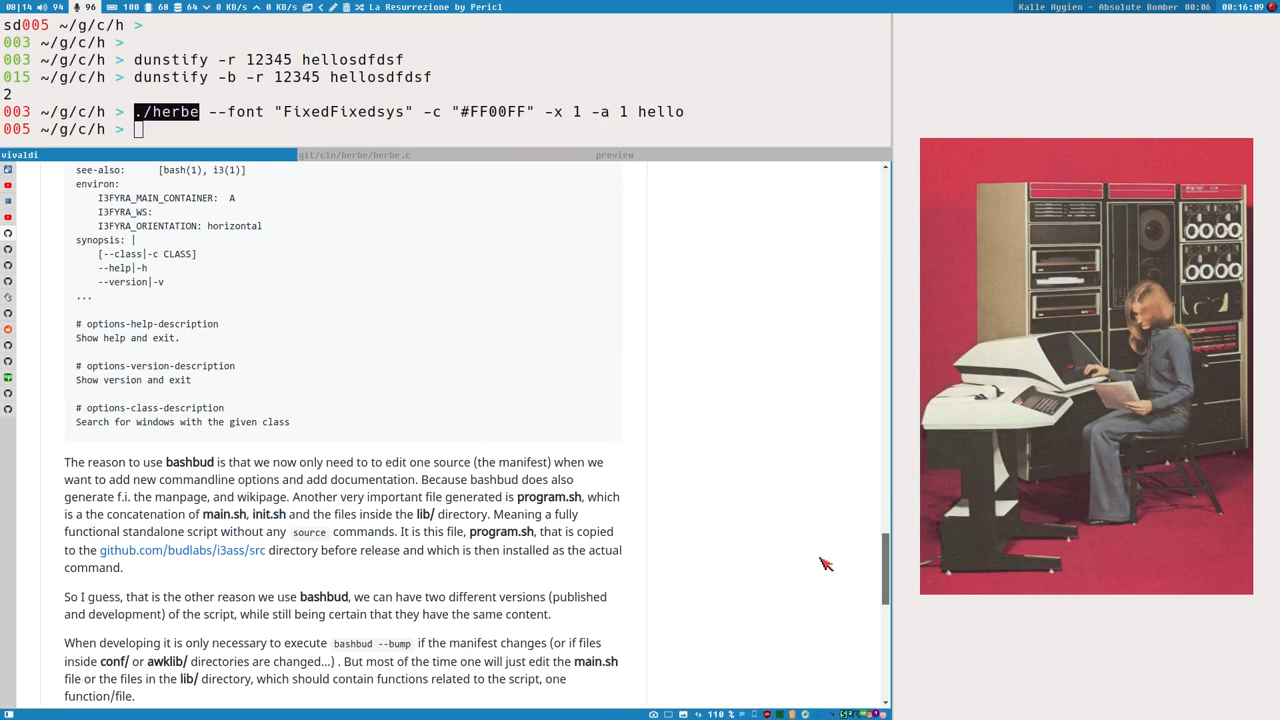 08|14 94 96 100 68 64 0 KB/s 0 KB/s La Resurrezione by Pericl
Kalle Hygien - Absolute Bomber 00:06 00:16:09
sd005 ~/g/c/h >
003 ~/g/c/h >
003 ~/g/c/h > dunstify -r 12345 hellosdfdsf
015 ~/g/c/h > dunstify -b -r 12345 hellosdfdsf
2
003 ~/g/c/h > ./herbe --font "FixedFixedsys" -c "#FF00FF" -x 1 -a 1 hello
005 ~/g/c/h >
vivaldi git/cln/herbe/herbe.c preview
see-also: [bash(1), i3(1)]
environ:
I3FYRA_MAIN_CONTAINER: A
I3FYRA_WS:
I3FYRA_ORIENTATION: horizontal
synopsis: |
[--class|-c CLASS]
--help|-h
--version|-v
...
# options-help-description
Show help and exit.
# options-version-description
Show version and exit
# options-class-description
Search for windows with the given class
The reason to use bashbud is that we now only need to to edit one source (the manifest) when we
want to add new commandline options and add documentation. Because bashbud does also
generate f.i. the manpage, and wikipage. Another very important file generated is program.sh, which
is a the concatenation of main.sh, init.sh and the files inside the lib/ directory. Meaning a fully
functional standalone script without any source commands. It is this file, program.sh, that is copied
to the github.com/budlabs/i3ass/src directory before release and which is then installed as the actual
command.
So I guess, that is the other reason we use bashbud, we can have two different versions (published
and development) of the script, while still being certain that they have the same content.
When developing it is only necessary to execute bashbud --bump if the manifest changes (or if files
inside conf/ or awklib/ directories are changed...) . But most of the time one will just edit the main.sh
file or the files in the lib/ directory, which should contain functions related to the script, one
function/file.
110 %